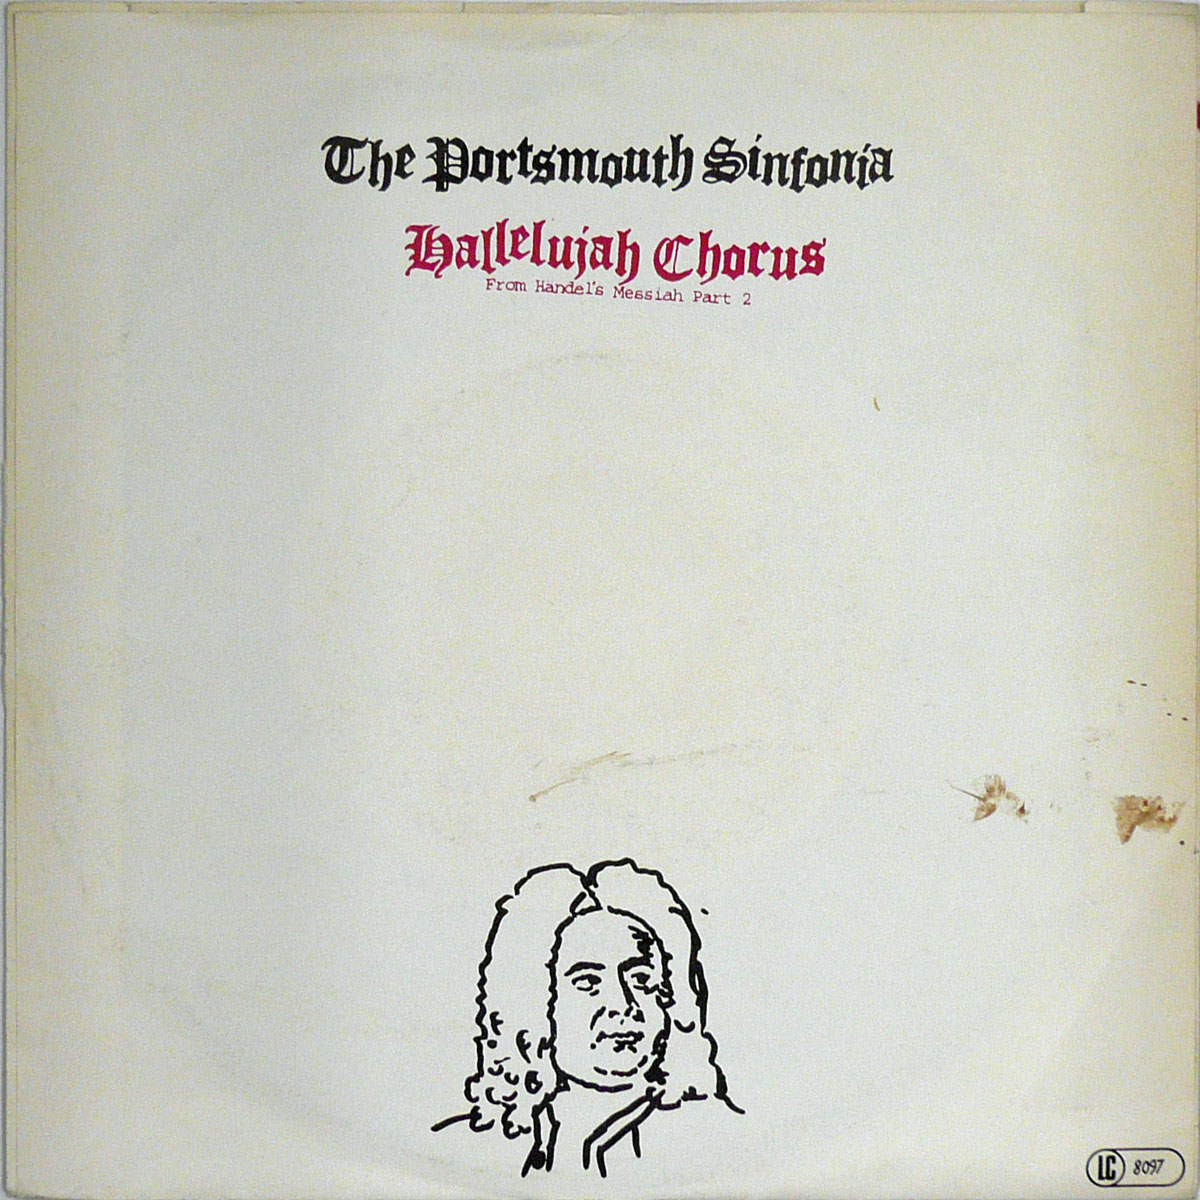 The Portsmouth Sinfonia
Hallelujah Chorus
From Handel's Messiah Part 2
LC 8097